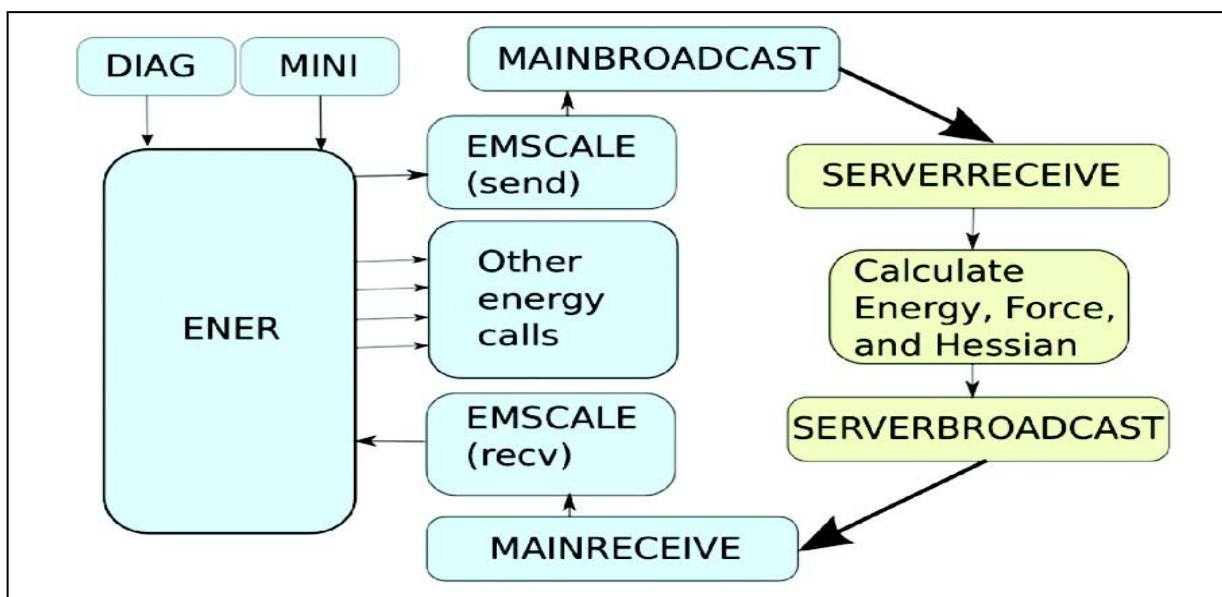 DIAG
MINI
MAINBROADCAST
EMSCALE
(send)
SERVERRECEIVE
Other
energy
calls
Calculate
Energy, Force,
and Hessian
ENER
EMSCALE
(recv)
SERVERBROADCAST
MAINRECEIVE